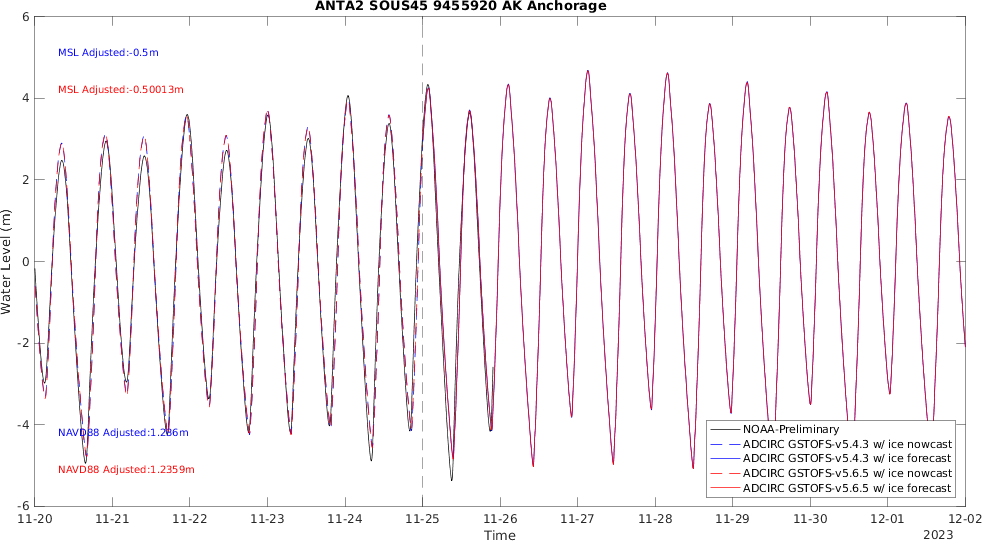 ANTA2 SOUS45 9455920 AK Anchorage
6
4
2
0
-2
-4
-6
Water Level (m)
MSL Adjusted:-0.5m
MSL Adjusted:-0.50013m
NAVD88 Adjusted:1.236m
NAVD88 Adjusted:1.2359m
NOAA-Preliminary
ADCIRC GSTOFS-v5.4.3 w/ ice nowcast
ADCIRC GSTOFS-v5.4.3 w/ ice forecast
ADCIRC GSTOFS-v5.6.5 w/ ice nowcast
ADCIRC GSTOFS-v5.6.5 w/ ice forecast
11-20 11-21 11-22 11-23 11-24 11-25 11-26 11-27 11-28 11-29 11-30 12-01 12-02
Time 2023